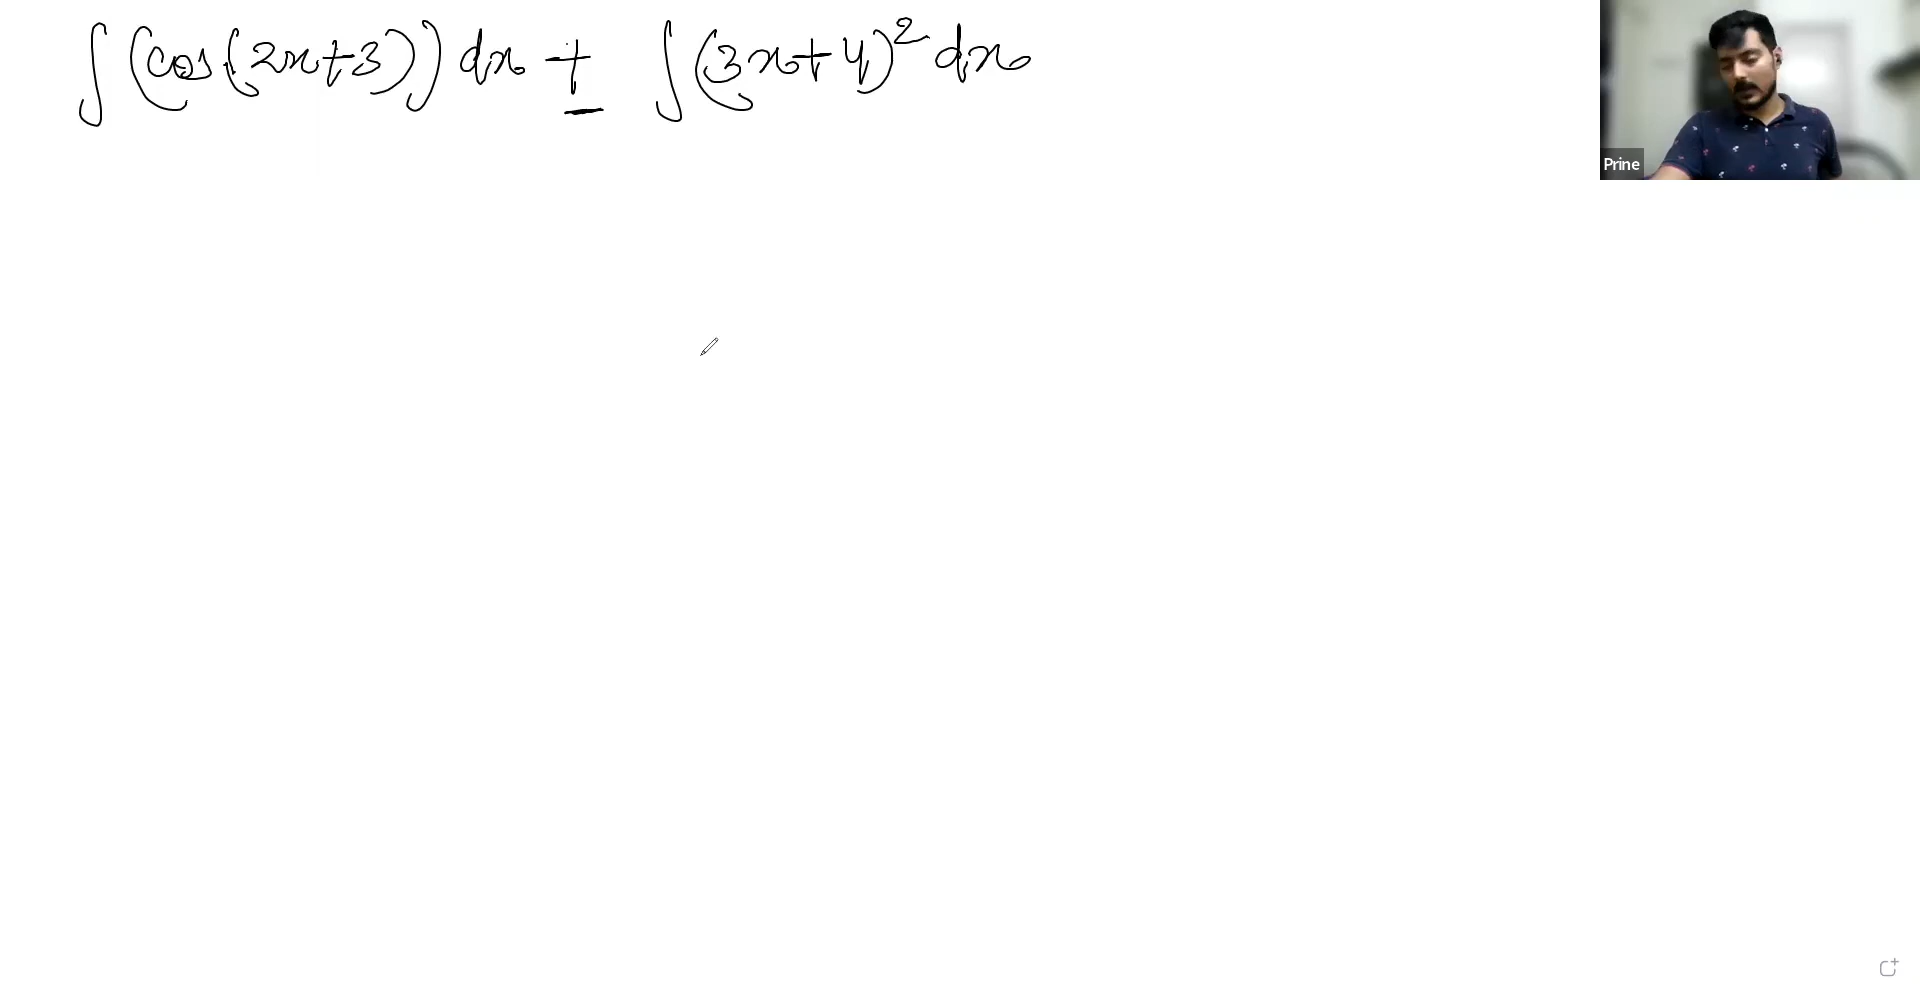 ∫(cos(2x+3))dx + ∫(3x+4)² dx
Prine